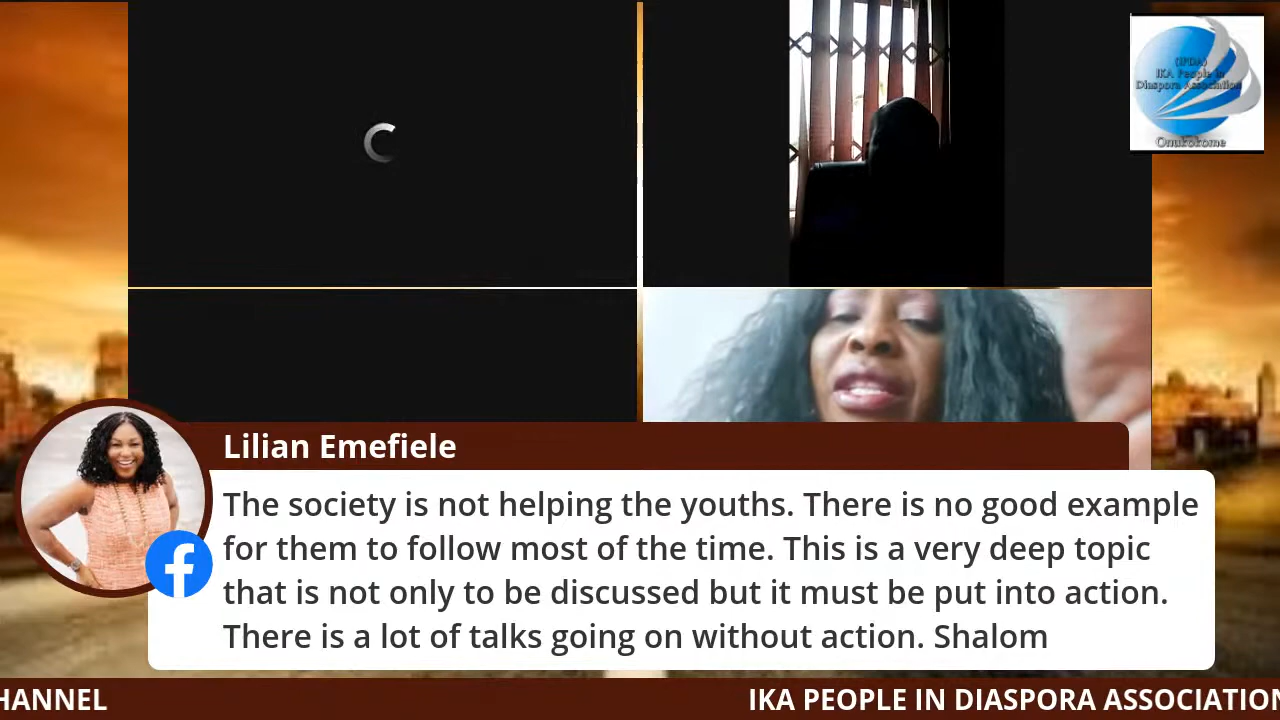 (IPDA)
IKA People in
Diaspora Association
Onukokome
Lilian Emefiele
The society is not helping the youths. There is no good example
for them to follow most of the time. This is a very deep topic
that is not only to be discussed but it must be put into action.
There is a lot of talks going on without action. Shalom
HANNEL
IKA PEOPLE IN DIASPORA ASSOCIATION